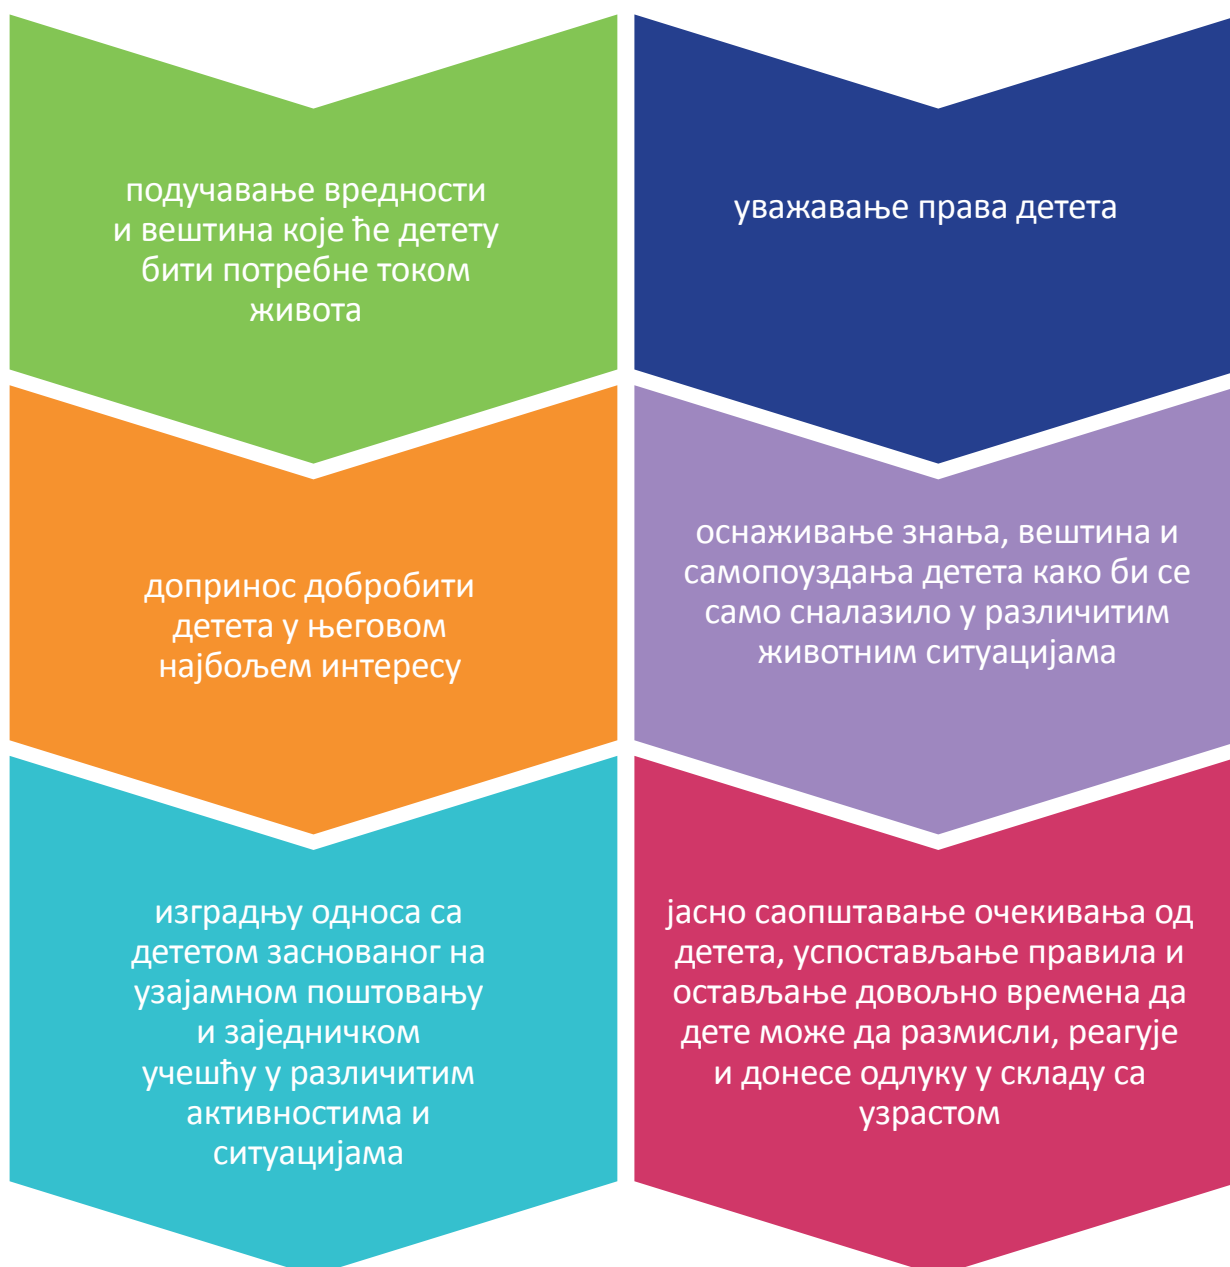 подучавање вредности
и вештина које ће детету
бити потребне током
живота
уважавање права детета
допринос добробити
детета у његовом
најбољем интересу
оснаживање знања, вештина и
самопоуздања детета како би се
само сналазило у различитим
животним ситуацијама
изградњу односа са
дететом заснованог на
узајамном поштовању
и заједничком
учешћу у различитим
активностима и
ситуацијама
јасно саопштавање очекивања од
детета, успостављање правила и
остављање довољно времена да
дете може да размисли, реагује
и донесе одлуку у складу са
узрастом